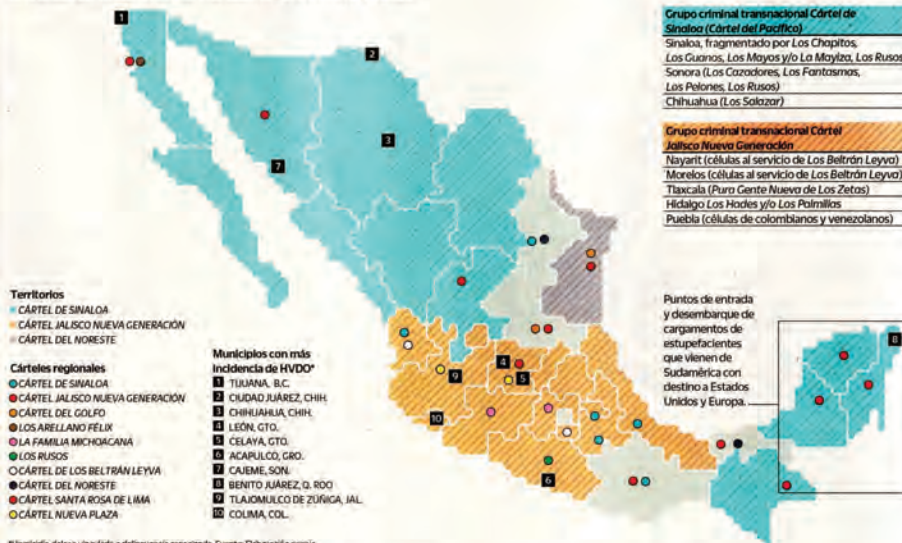 1
2
3
7
4
5
9
10
6
8
Grupo criminal transnacional Cártel de
Sinaloa (Cártel del Pacífico)
Sinaloa, fragmentado por Los Chapitos,
Los Guanos, Los Mayos y/o La Mayiza, Los Rusos
Sonora (Los Cazadores, Los Fantasmas,
Los Pelones, Los Rusos)
Chihuahua (Los Salazar)
Grupo criminal transnacional Cártel
Jalisco Nueva Generación
Nayarit (células al servicio de Los Beltrán Leyva)
Morelos (células al servicio de Los Beltrán Leyva)
Tlaxcala (Pura Gente Nueva de Los Zetas)
Hidalgo Los Hades y/o Los Palmillas
Puebla (células de colombianos y venezolanos)
Puntos de entrada
y desembarque de
cargamentos de
estupefacientes
que vienen de
Sudamérica con
destino a Estados
Unidos y Europa.
Territorios
CÁRTEL DE SINALOA
CÁRTEL JALISCO NUEVA GENERACIÓN
CÁRTEL DEL NORESTE
Cárteles regionales
CÁRTEL DE SINALOA
CÁRTEL JALISCO NUEVA GENERACIÓN
CÁRTEL DEL GOLFO
LOS ARELLANO FÉLIX
LA FAMILIA MICHOACANA
LOS RUSOS
CÁRTEL DE LOS BELTRÁN LEYVA
CÁRTEL DEL NORESTE
CÁRTEL SANTA ROSA DE LIMA
CÁRTEL NUEVA PLAZA
Municipios con más
incidencia de HVDO*
1 TIJUANA, B.C.
2 CIUDAD JUÁREZ, CHIH.
3 CHIHUAHUA, CHIH.
4 LEÓN, GTO.
5 CELAYA, GTO.
6 ACAPULCO, GRO.
7 CAJEME, SON.
8 BENITO JUÁREZ, Q. ROO
9 TLAJOMULCO DE ZÚÑIGA, JAL.
10 COLIMA, COL.